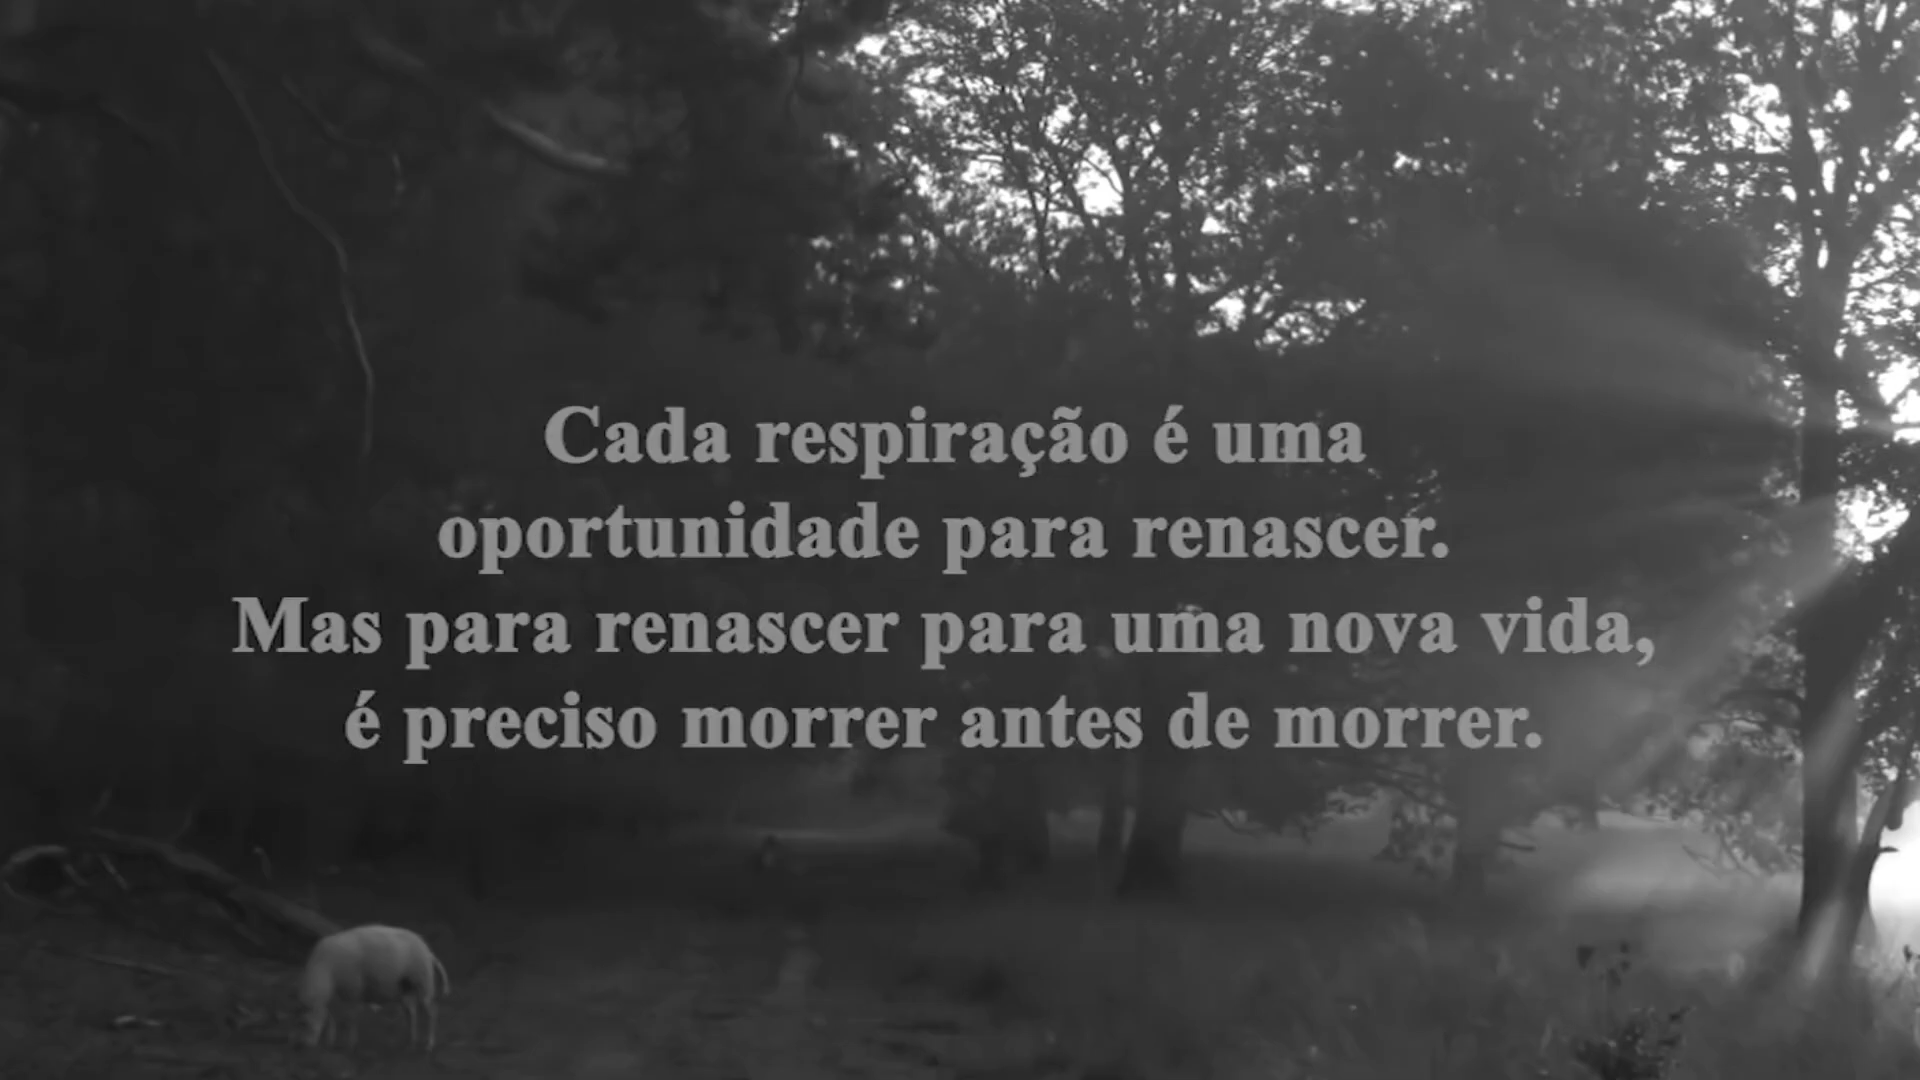 Cada respiração é uma
oportunidade para renascer.
Mas para renascer para uma nova vida,
é preciso morrer antes de morrer.